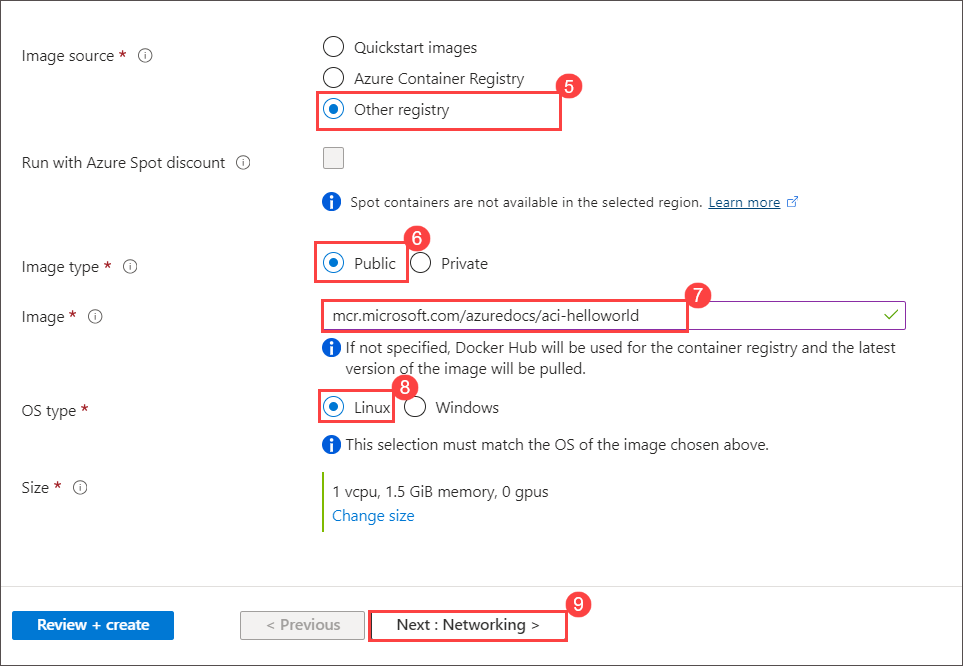 Quickstart images
Image source *
Azure Container Registry
5
Other registry
Run with Azure Spot discount
Spot containers are not available in the selected region. Learn more
6
Image type * Public Private
7
Image * mcr.microsoft.com/azuredocs/aci-helloworld
If not specified, Docker Hub will be used for the container registry and the latest
version of the image will be pulled.
8
OS type * Linux Windows
This selection must match the OS of the image chosen above.
Size * 1 vcpu, 1.5 GiB memory, 0 gpus
Change size
9
Review + create < Previous Next : Networking >